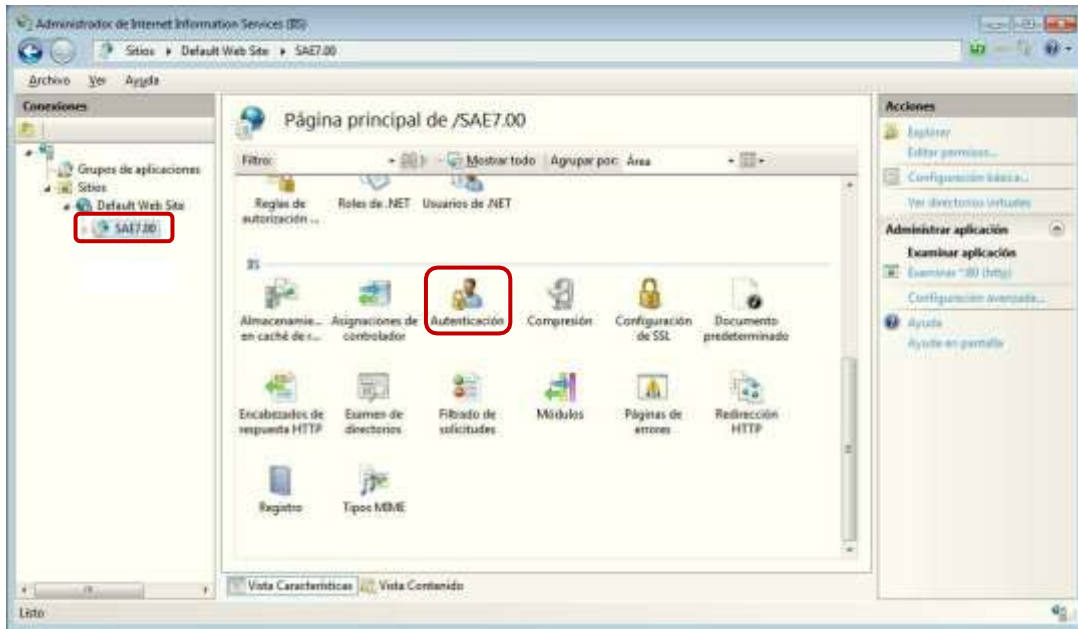 Administrador de Internet Information Services (IIS)
Sitios Default Web Site SAE7.00
Archivo Ver Ayuda
Conexiones
Grupos de aplicaciones
Sitios
Default Web Site
SAE7.00
Página principal de /SAE7.00
Filtro: Mostrar todo Agrupar por: Área
Reglas de autorización ...
Roles de .NET
Usuarios de .NET
IIS
Almacenamie... en caché de r...
Asignaciones de controlador
Autenticación
Compresión
Configuración de SSL
Documento predeterminado
Encabezados de respuesta HTTP
Examen de directorios
Filtrado de solicitudes
Módulos
Páginas de errores
Redirección HTTP
Registro
Tipos MIME
Vista Características Vista Contenido
Acciones
Explorar
Editar permisos...
Configuración básica...
Ver directorios virtuales
Administrar aplicación
Examinar aplicación
Examinar *:80 (http)
Configuración avanzada...
Ayuda
Ayuda en pantalla
Listo